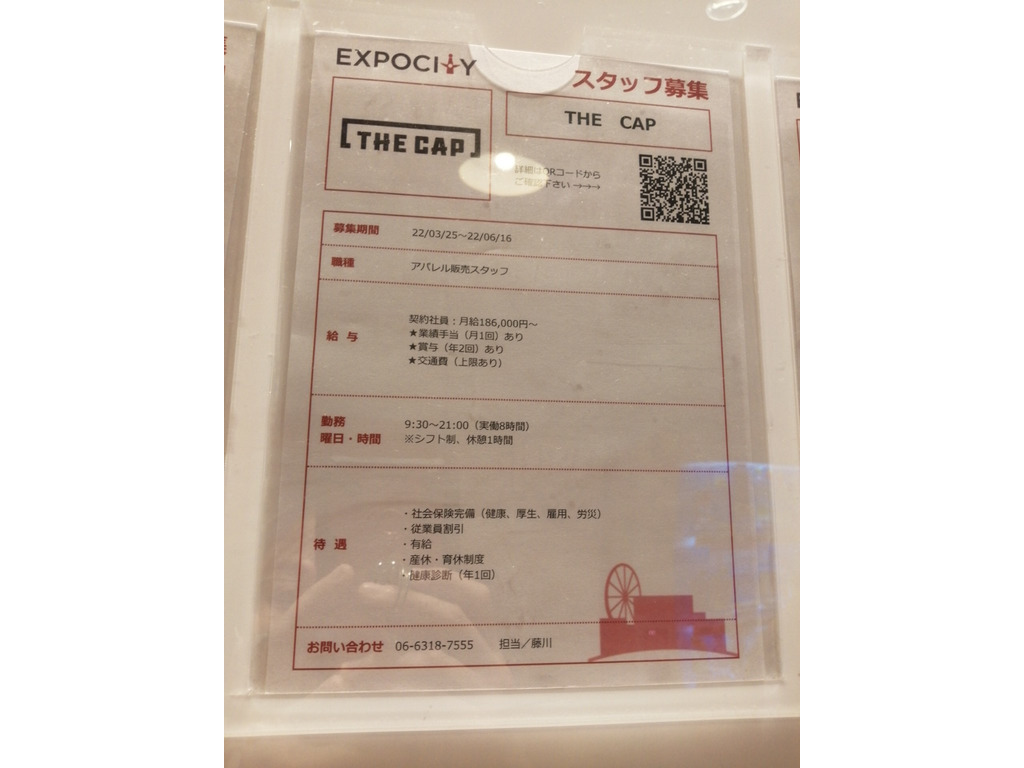 EXPOCITY
スタッフ募集
THE CAP
THE CAP
詳細はQRコードから
ご確認下さい→→→
募集期間 22/03/25～22/06/16
職種 アパレル販売スタッフ
給与
契約社員：月給186,000円～
★業績手当（月1回）あり
★賞与（年2回）あり
★交通費（上限あり）
勤務
曜日・時間
9:30～21:00（実働8時間）
※シフト制、休憩1時間
待遇
・社会保険完備（健康、厚生、雇用、労災）
・従業員割引
・有給
・産休・育休制度
・健康診断（年1回）
お問い合わせ 06-6318-7555 担当／藤川